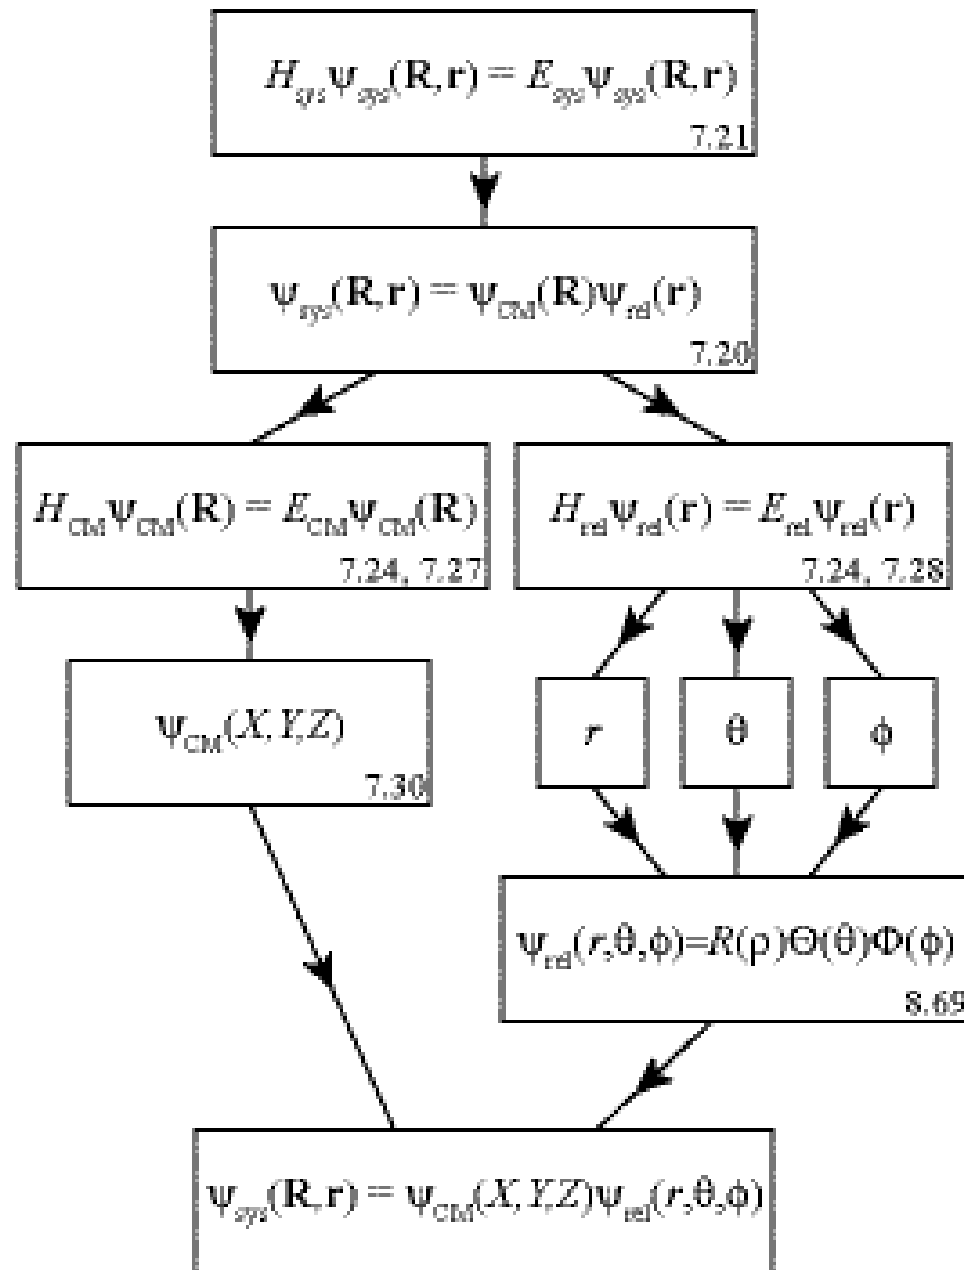 H_sys ψ_sys(R,r) = E_sys ψ_sys(R,r)
7.21
ψ_sys(R,r) = ψ_CM(R)ψ_rel(r)
7.20
H_CM ψ_CM(R) = E_CM ψ_CM(R)
7.24, 7.27
H_rel ψ_rel(r) = E_rel ψ_rel(r)
7.24, 7.28
ψ_CM(X,Y,Z)
7.30
r
θ
ϕ
ψ_rel(r,θ,ϕ)=R(ρ)Θ(θ)Φ(ϕ)
8.69
ψ_sys(R,r) = ψ_CM(X,Y,Z)ψ_rel(r,θ,ϕ)